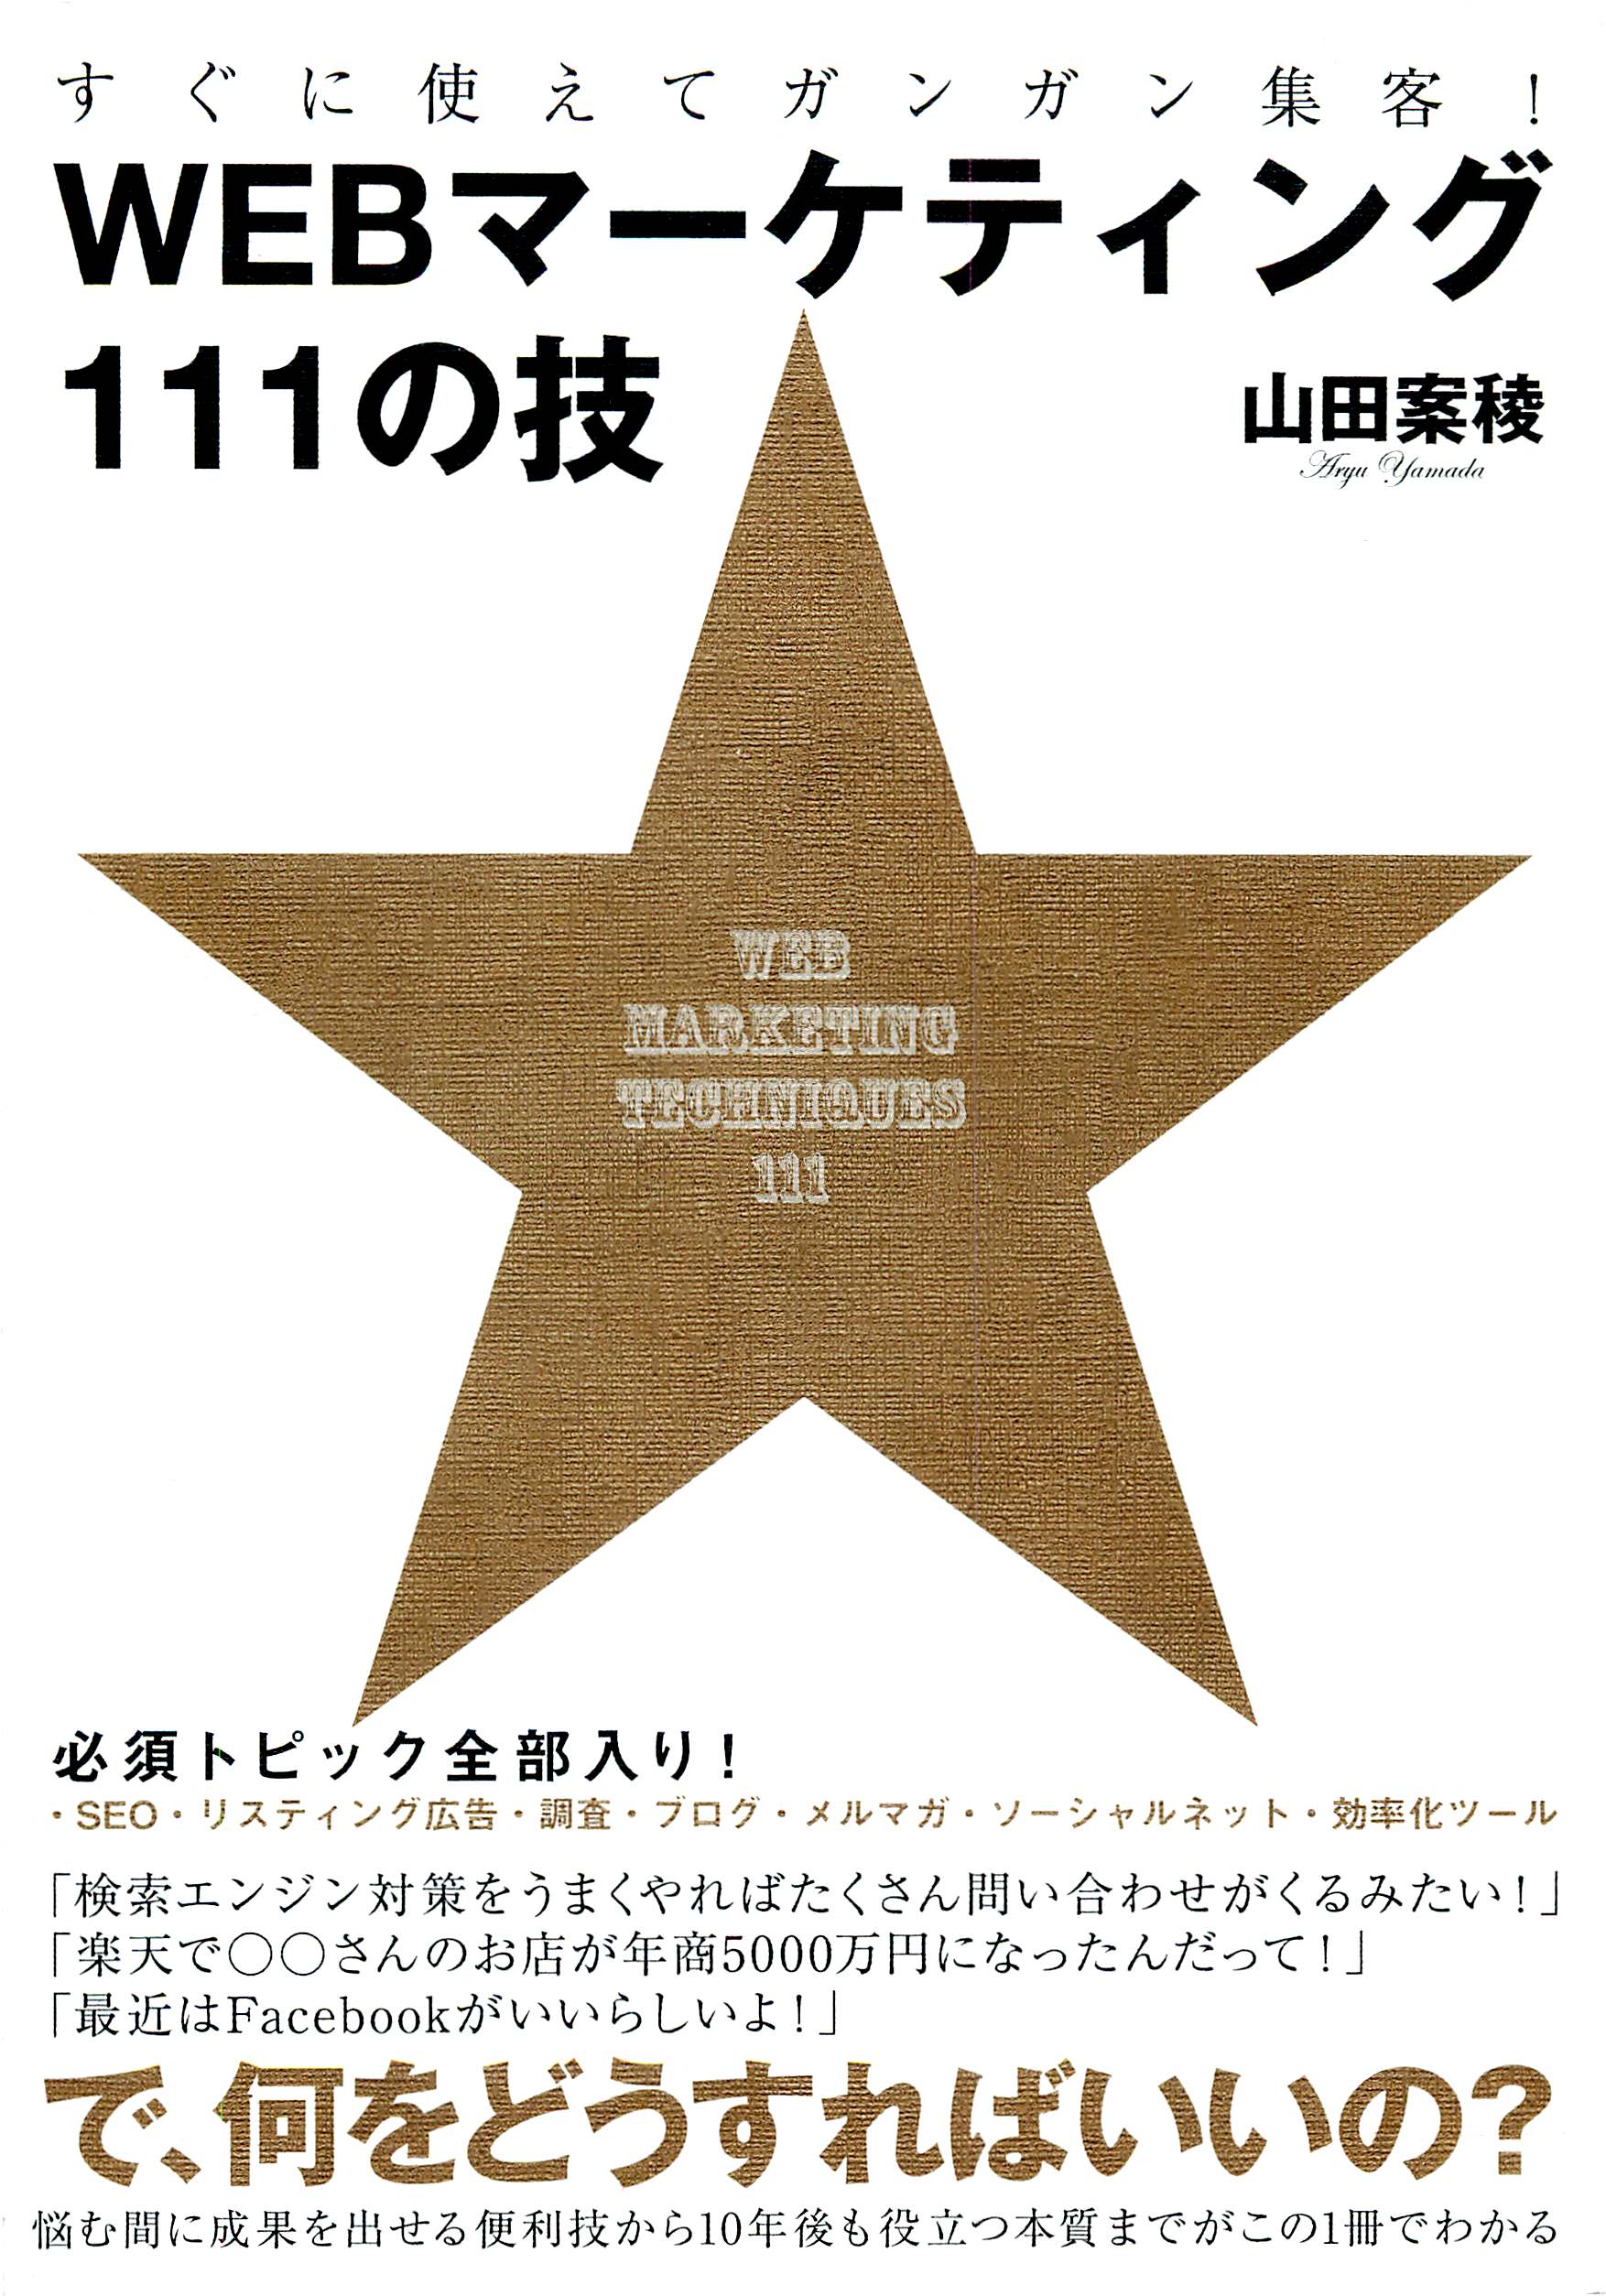 すぐに使えてガンガン集客！
WEBマーケティング
111の技
山田案稜
Aryu Yamada
WEB
MARKETING
TECHNIQUES
111
必須トピック全部入り！
・SEO・リスティング広告・調査・ブログ・メルマガ・ソーシャルネット・効率化ツール
「検索エンジン対策をうまくやればたくさん問い合わせがくるみたい！」
「楽天で〇〇さんのお店が年商5000万円になったんだって！」
「最近はFacebookがいいらしいよ！」
で、何をどうすればいいの？
悩む間に成果を出せる便利技から10年後も役立つ本質までがこの1冊でわかる